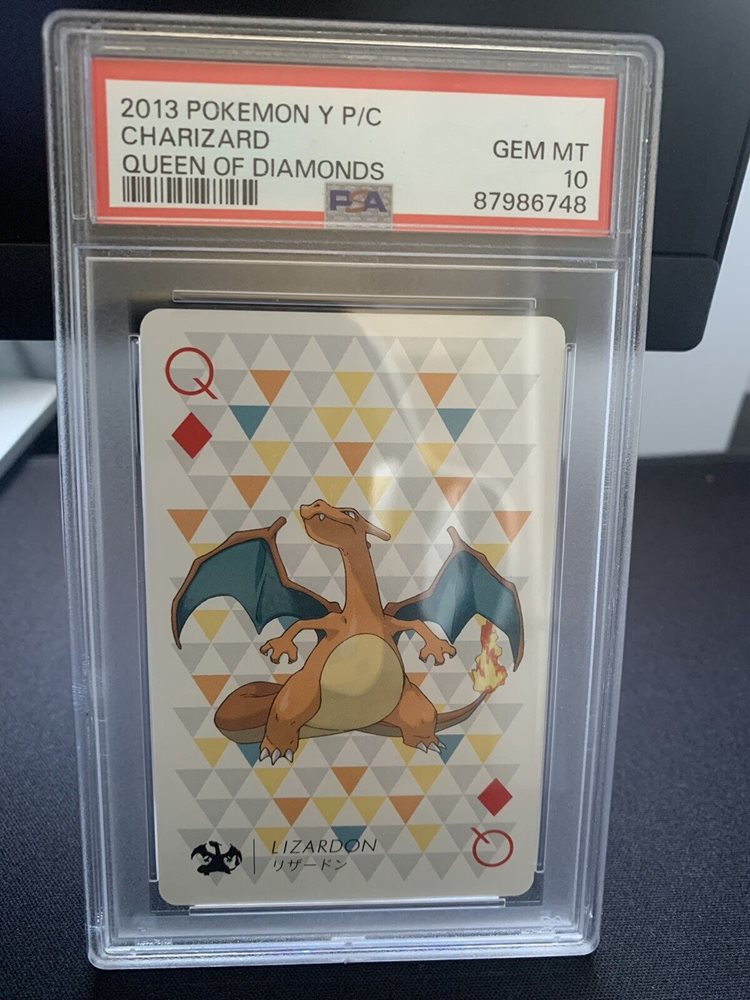 2013 POKEMON Y P/C
CHARIZARD
QUEEN OF DIAMONDS
GEM MT
10
87986748
PSA
Q
LIZARDON
リザードン
Q